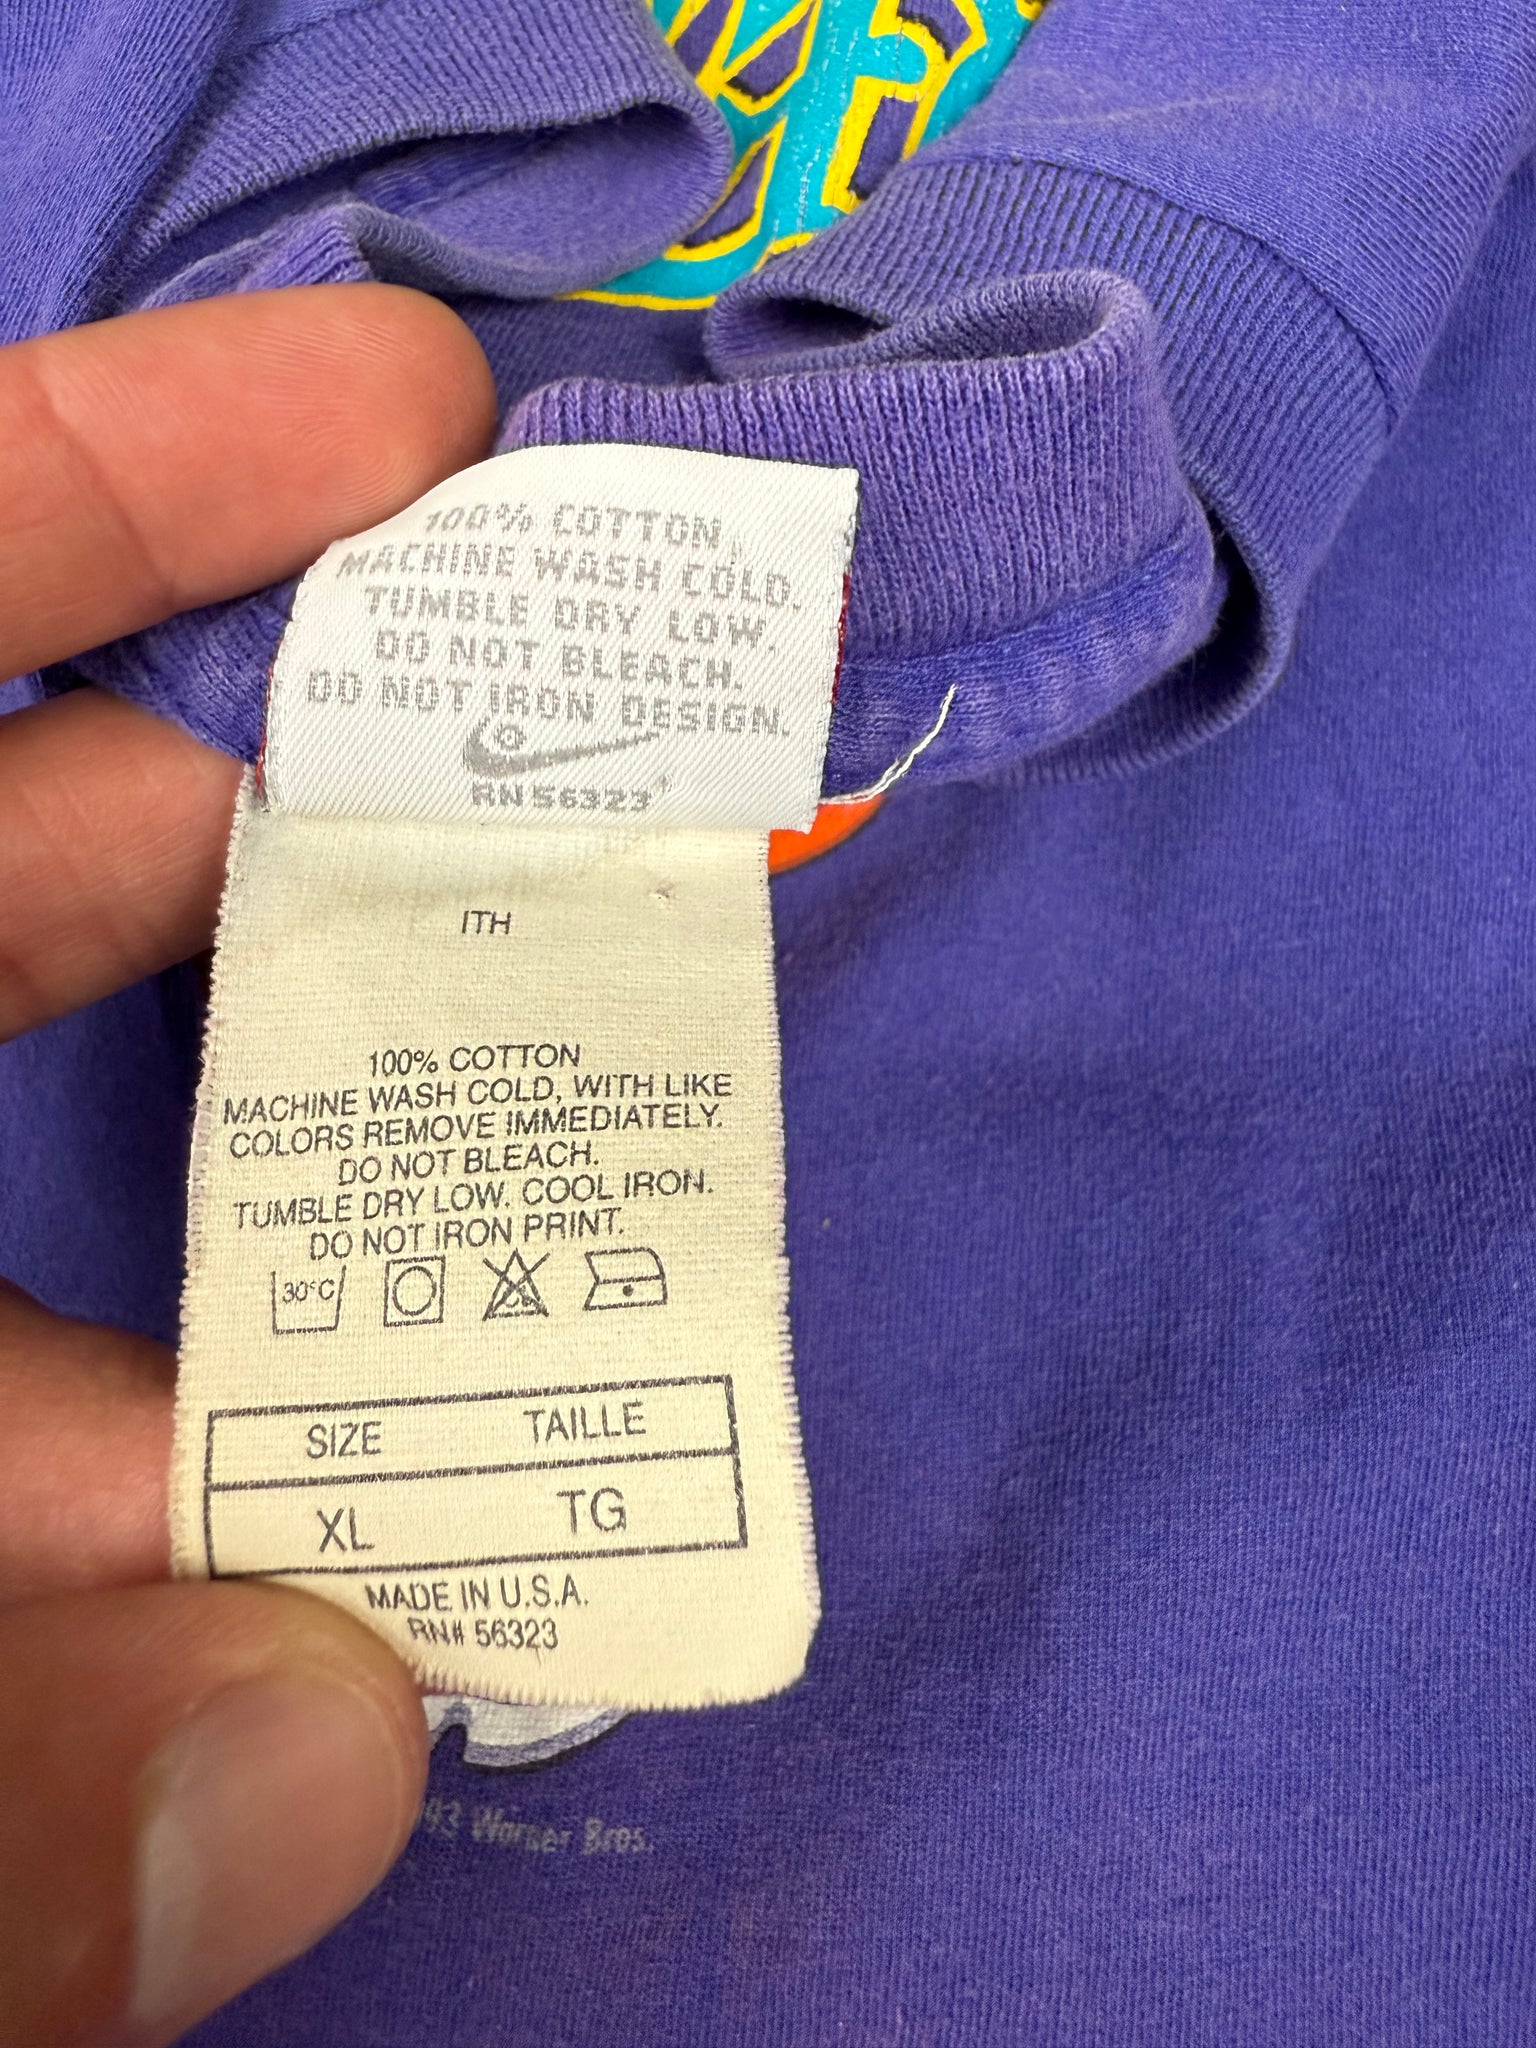 100% COTTON
MACHINE WASH COLD.
TUMBLE DRY LOW.
DO NOT BLEACH.
DO NOT IRON DESIGN.
RN 56323
ITH
100% COTTON
MACHINE WASH COLD, WITH LIKE
COLORS REMOVE IMMEDIATELY.
DO NOT BLEACH.
TUMBLE DRY LOW. COOL IRON.
DO NOT IRON PRINT.
30°C
SIZE TAILLE
XL TG
MADE IN U.S.A.
RN# 56323
93 Warner Bros.